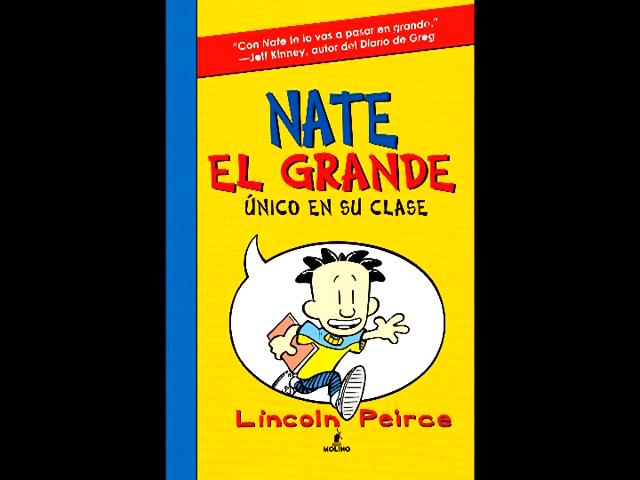 "Con Nate te lo vas a pasar en grande."
—Jeff Kinney, autor del Diario de Greg
NATE
EL GRANDE
ÚNICO EN SU CLASE
Lincoln Peirce
MOLINO